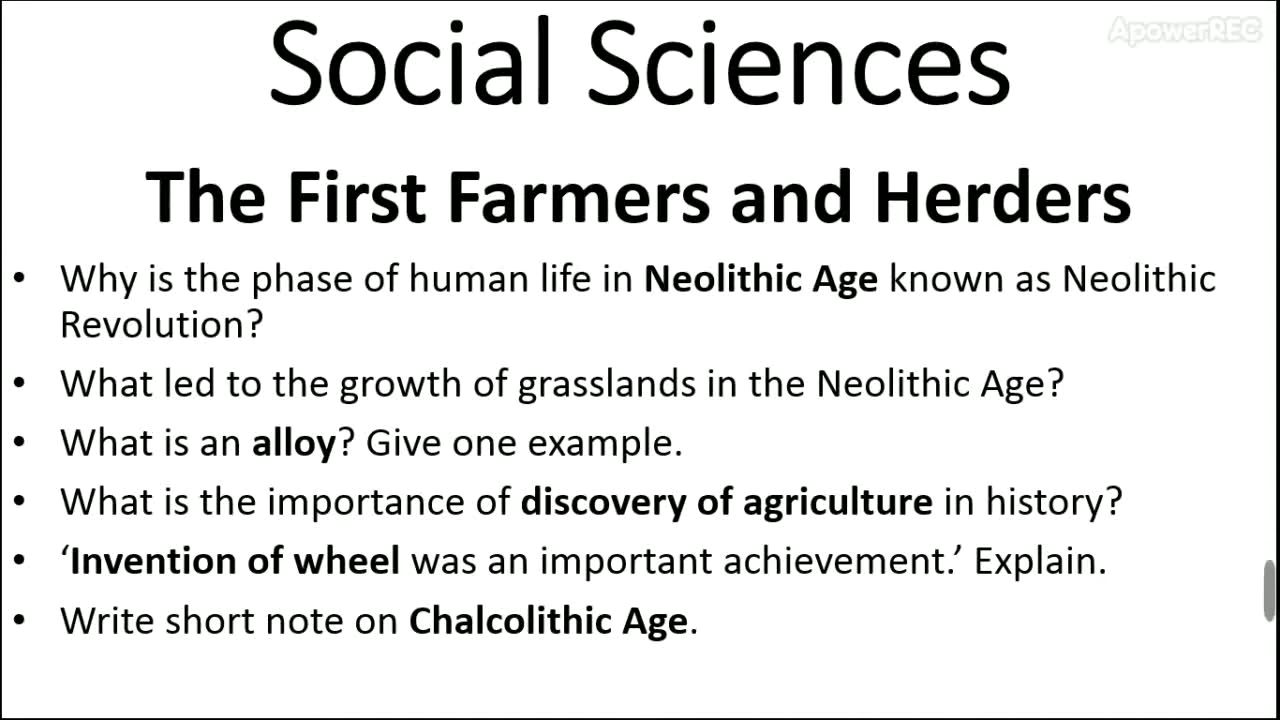 ApowerREC
Social Sciences
The First Farmers and Herders
• Why is the phase of human life in Neolithic Age known as Neolithic
Revolution?
• What led to the growth of grasslands in the Neolithic Age?
• What is an alloy? Give one example.
• What is the importance of discovery of agriculture in history?
• ‘Invention of wheel was an important achievement.’ Explain.
• Write short note on Chalcolithic Age.